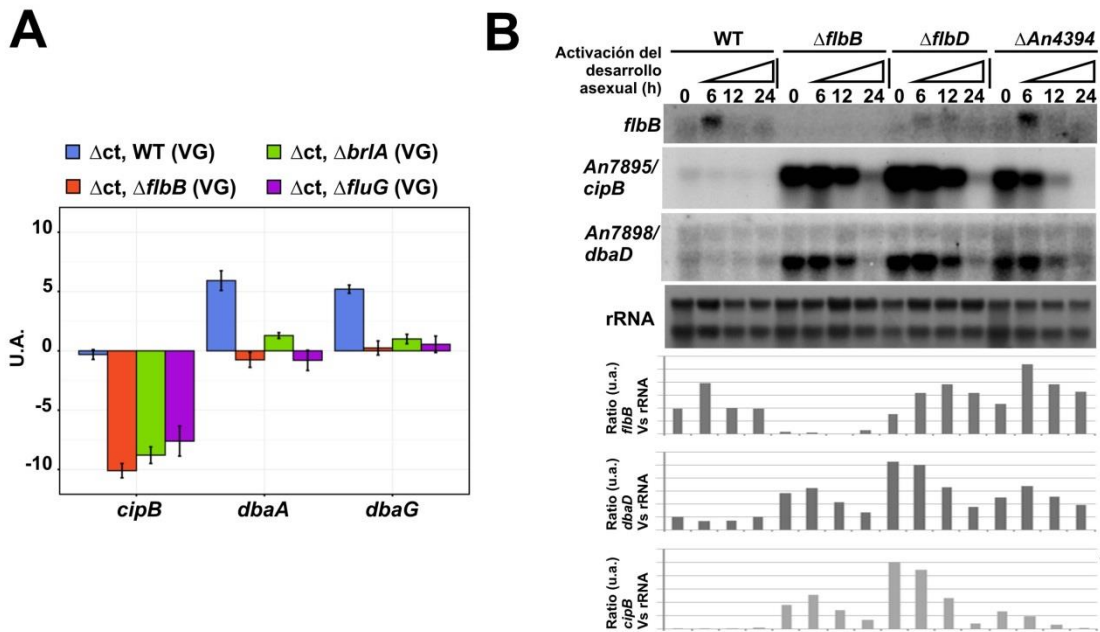 A
Δct, WT (VG)
Δct, ΔbrlA (VG)
Δct, ΔflbB (VG)
Δct, ΔfluG (VG)
10
5
0
-5
-10
U.A.
cipB
dbaA
dbaG
B
WT
ΔflbB
ΔflbD
ΔAn4394
Activación del
desarrollo
asexual (h)
0 6 12 24 0 6 12 24 0 6 12 24 0 6 12 24
flbB
An7895/
cipB
An7898/
dbaD
rRNA
Ratio (u.a.)
flbB
Vs rRNA
Ratio (u.a.)
dbaD
Vs rRNA
Ratio (u.a.)
cipB
Vs rRNA